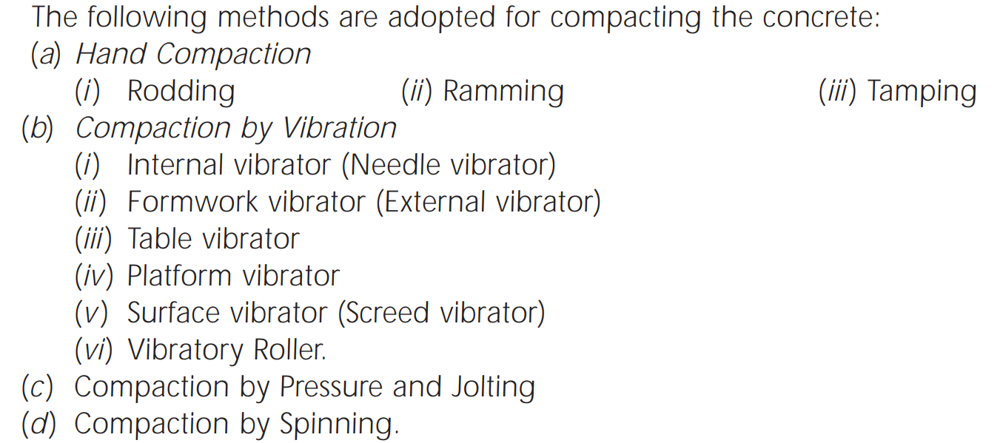 The following methods are adopted for compacting the concrete:
(a) Hand Compaction
(i) Rodding (ii) Ramming (iii) Tamping
(b) Compaction by Vibration
(i) Internal vibrator (Needle vibrator)
(ii) Formwork vibrator (External vibrator)
(iii) Table vibrator
(iv) Platform vibrator
(v) Surface vibrator (Screed vibrator)
(vi) Vibratory Roller.
(c) Compaction by Pressure and Jolting
(d) Compaction by Spinning.